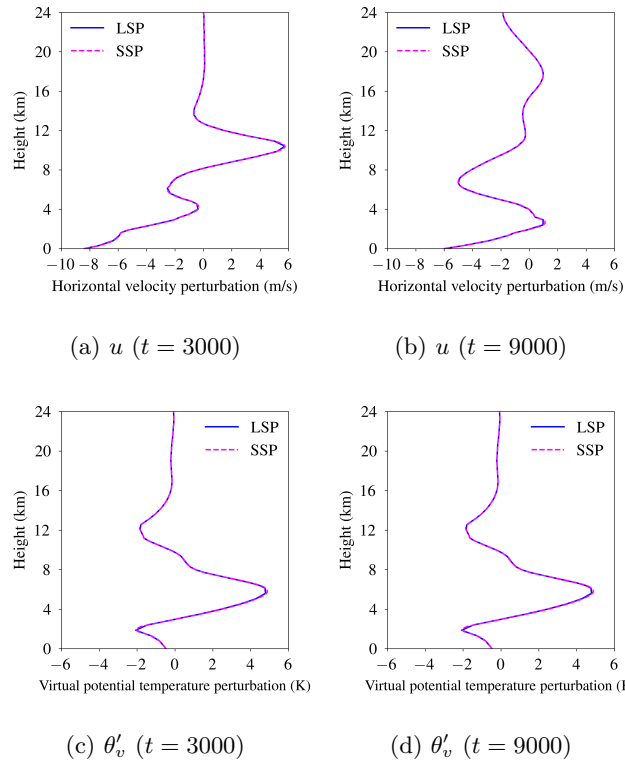 24
20
16
12
8
4
0
Height (km)
LSP
SSP
−10 −8 −6 −4 −2 0 2 4 6
Horizontal velocity perturbation (m/s)
(a) u (t = 3000)
24
20
16
12
8
4
0
Height (km)
LSP
SSP
−10 −8 −6 −4 −2 0 2 4 6
Horizontal velocity perturbation (m/s)
(b) u (t = 9000)
24
20
16
12
8
4
0
Height (km)
LSP
SSP
−6 −4 −2 0 2 4 6
Virtual potential temperature perturbation (K)
(c) θ′v (t = 3000)
24
20
16
12
8
4
0
Height (km)
LSP
SSP
−6 −4 −2 0 2 4 6
Virtual potential temperature perturbation (
(d) θ′v (t = 9000)